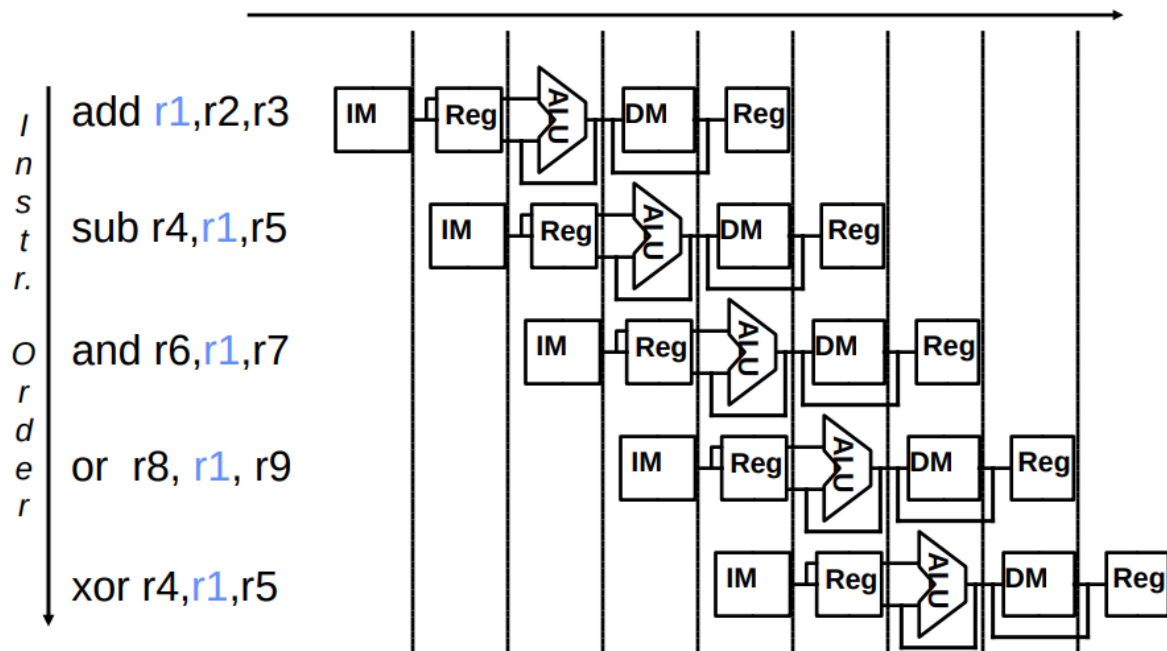 Instr. Order
add r1,r2,r3
IM Reg ALU DM Reg
sub r4,r1,r5
IM Reg ALU DM Reg
and r6,r1,r7
IM Reg ALU DM Reg
or r8, r1, r9
IM Reg ALU DM Reg
xor r4,r1,r5
IM Reg ALU DM Reg